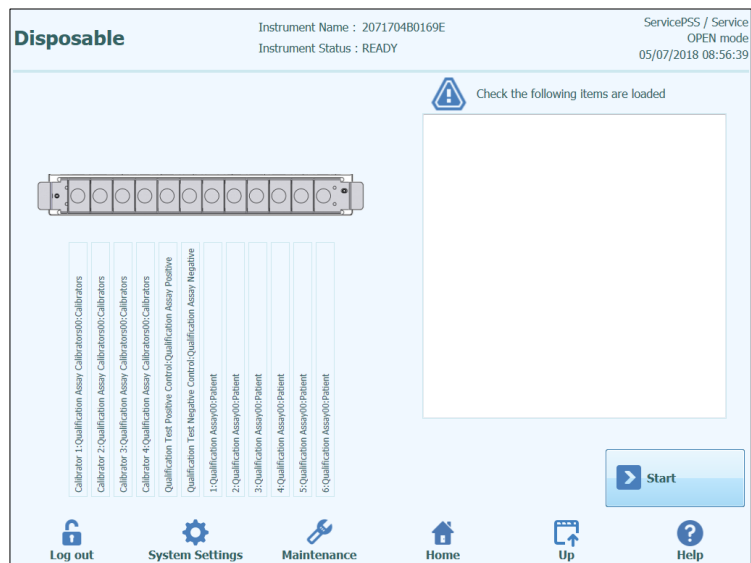 Disposable
Instrument Name : 2071704B0169E
Instrument Status : READY
ServicePSS / Service
OPEN mode
05/07/2018 08:56:39
Check the following items are loaded
Calibrator 1:Qualification Assay Calibrators00:Calibrators
Calibrator 2:Qualification Assay Calibrators00:Calibrators
Calibrator 3:Qualification Assay Calibrators00:Calibrators
Calibrator 4:Qualification Assay Calibrators00:Calibrators
Qualification Test Positive Control:Qualification Assay Positive
Qualification Test Negative Control:Qualification Assay Negative
1:Qualification Assay00:Patient
2:Qualification Assay00:Patient
3:Qualification Assay00:Patient
4:Qualification Assay00:Patient
5:Qualification Assay00:Patient
6:Qualification Assay00:Patient
Start
Log out
System Settings
Maintenance
Home
Up
Help